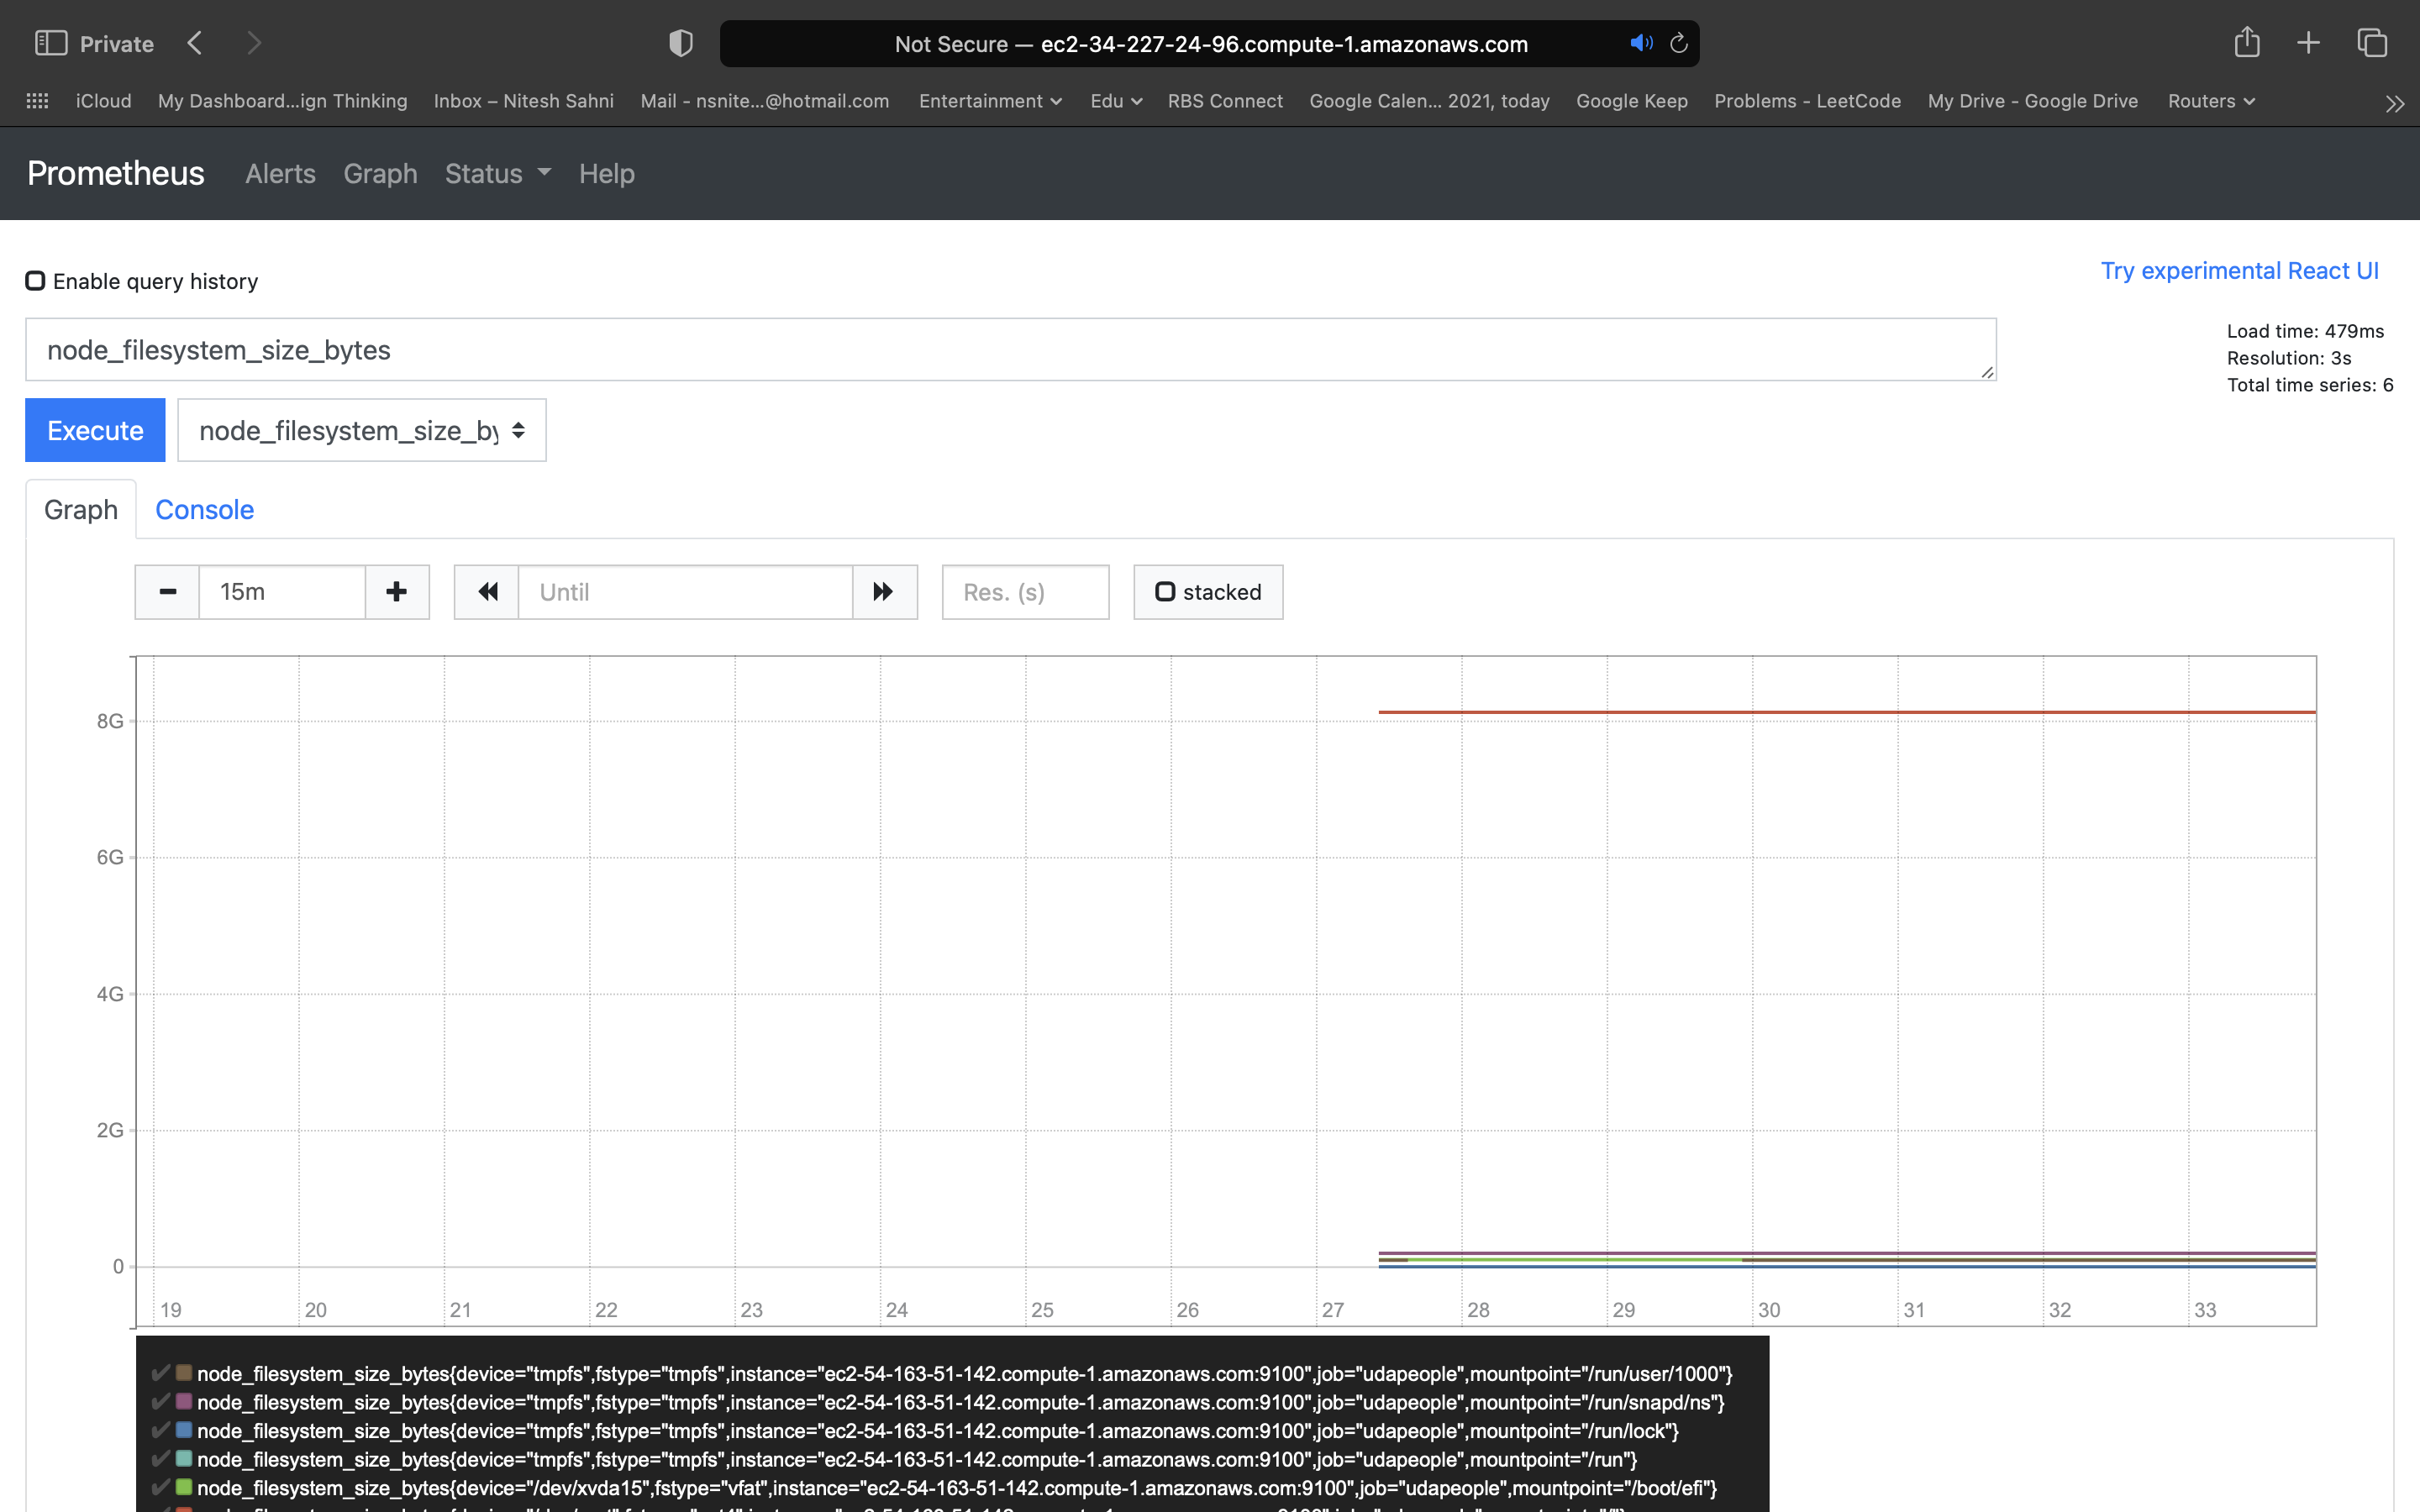 Private
Not Secure — ec2-34-227-24-96.compute-1.amazonaws.com
iCloud My Dashboard...ign Thinking Inbox – Nitesh Sahni Mail - nsnite...@hotmail.com Entertainment Edu RBS Connect Google Calen... 2021, today Google Keep Problems - LeetCode My Drive - Google Drive Routers
Prometheus Alerts Graph Status Help
Enable query history
Try experimental React UI
node_filesystem_size_bytes
Load time: 479ms
Resolution: 3s
Total time series: 6
Execute node_filesystem_size_by
Graph Console
15m Until Res. (s) stacked
8G
6G
4G
2G
0
19 20 21 22 23 24 25 26 27 28 29 30 31 32 33
node_filesystem_size_bytes{device="tmpfs",fstype="tmpfs",instance="ec2-54-163-51-142.compute-1.amazonaws.com:9100",job="udapeople",mountpoint="/run/user/1000"}
node_filesystem_size_bytes{device="tmpfs",fstype="tmpfs",instance="ec2-54-163-51-142.compute-1.amazonaws.com:9100",job="udapeople",mountpoint="/run/snapd/ns"}
node_filesystem_size_bytes{device="tmpfs",fstype="tmpfs",instance="ec2-54-163-51-142.compute-1.amazonaws.com:9100",job="udapeople",mountpoint="/run/lock"}
node_filesystem_size_bytes{device="tmpfs",fstype="tmpfs",instance="ec2-54-163-51-142.compute-1.amazonaws.com:9100",job="udapeople",mountpoint="/run"}
node_filesystem_size_bytes{device="/dev/xvda15",fstype="vfat",instance="ec2-54-163-51-142.compute-1.amazonaws.com:9100",job="udapeople",mountpoint="/boot/efi"}